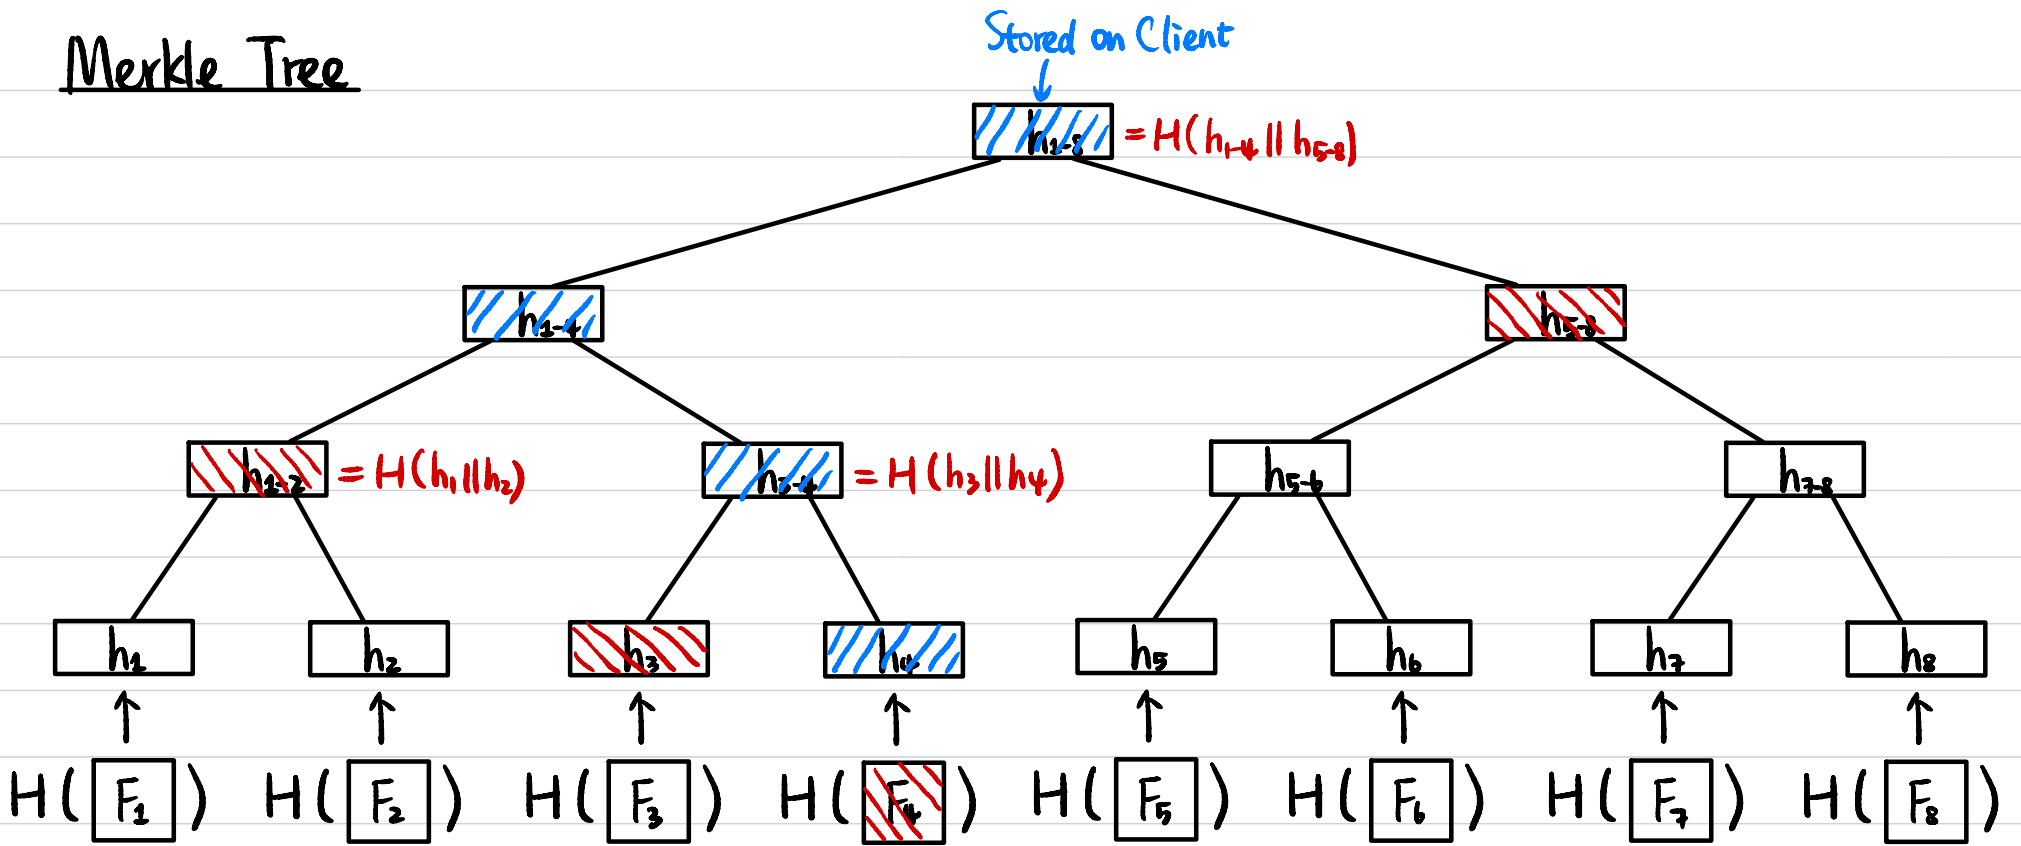 Stored on Client
Merkle Tree
h1-8 = H(h1-4 || h5-8)
h1-4 h5-8
h1-2 = H(h1 || h2) h3-4 = H(h3 || h4) h5-6 h7-8
h1 h2 h3 h4 h5 h6 h7 h8
H(F1) H(F2) H(F3) H(F4) H(F5) H(F6) H(F7) H(F8)